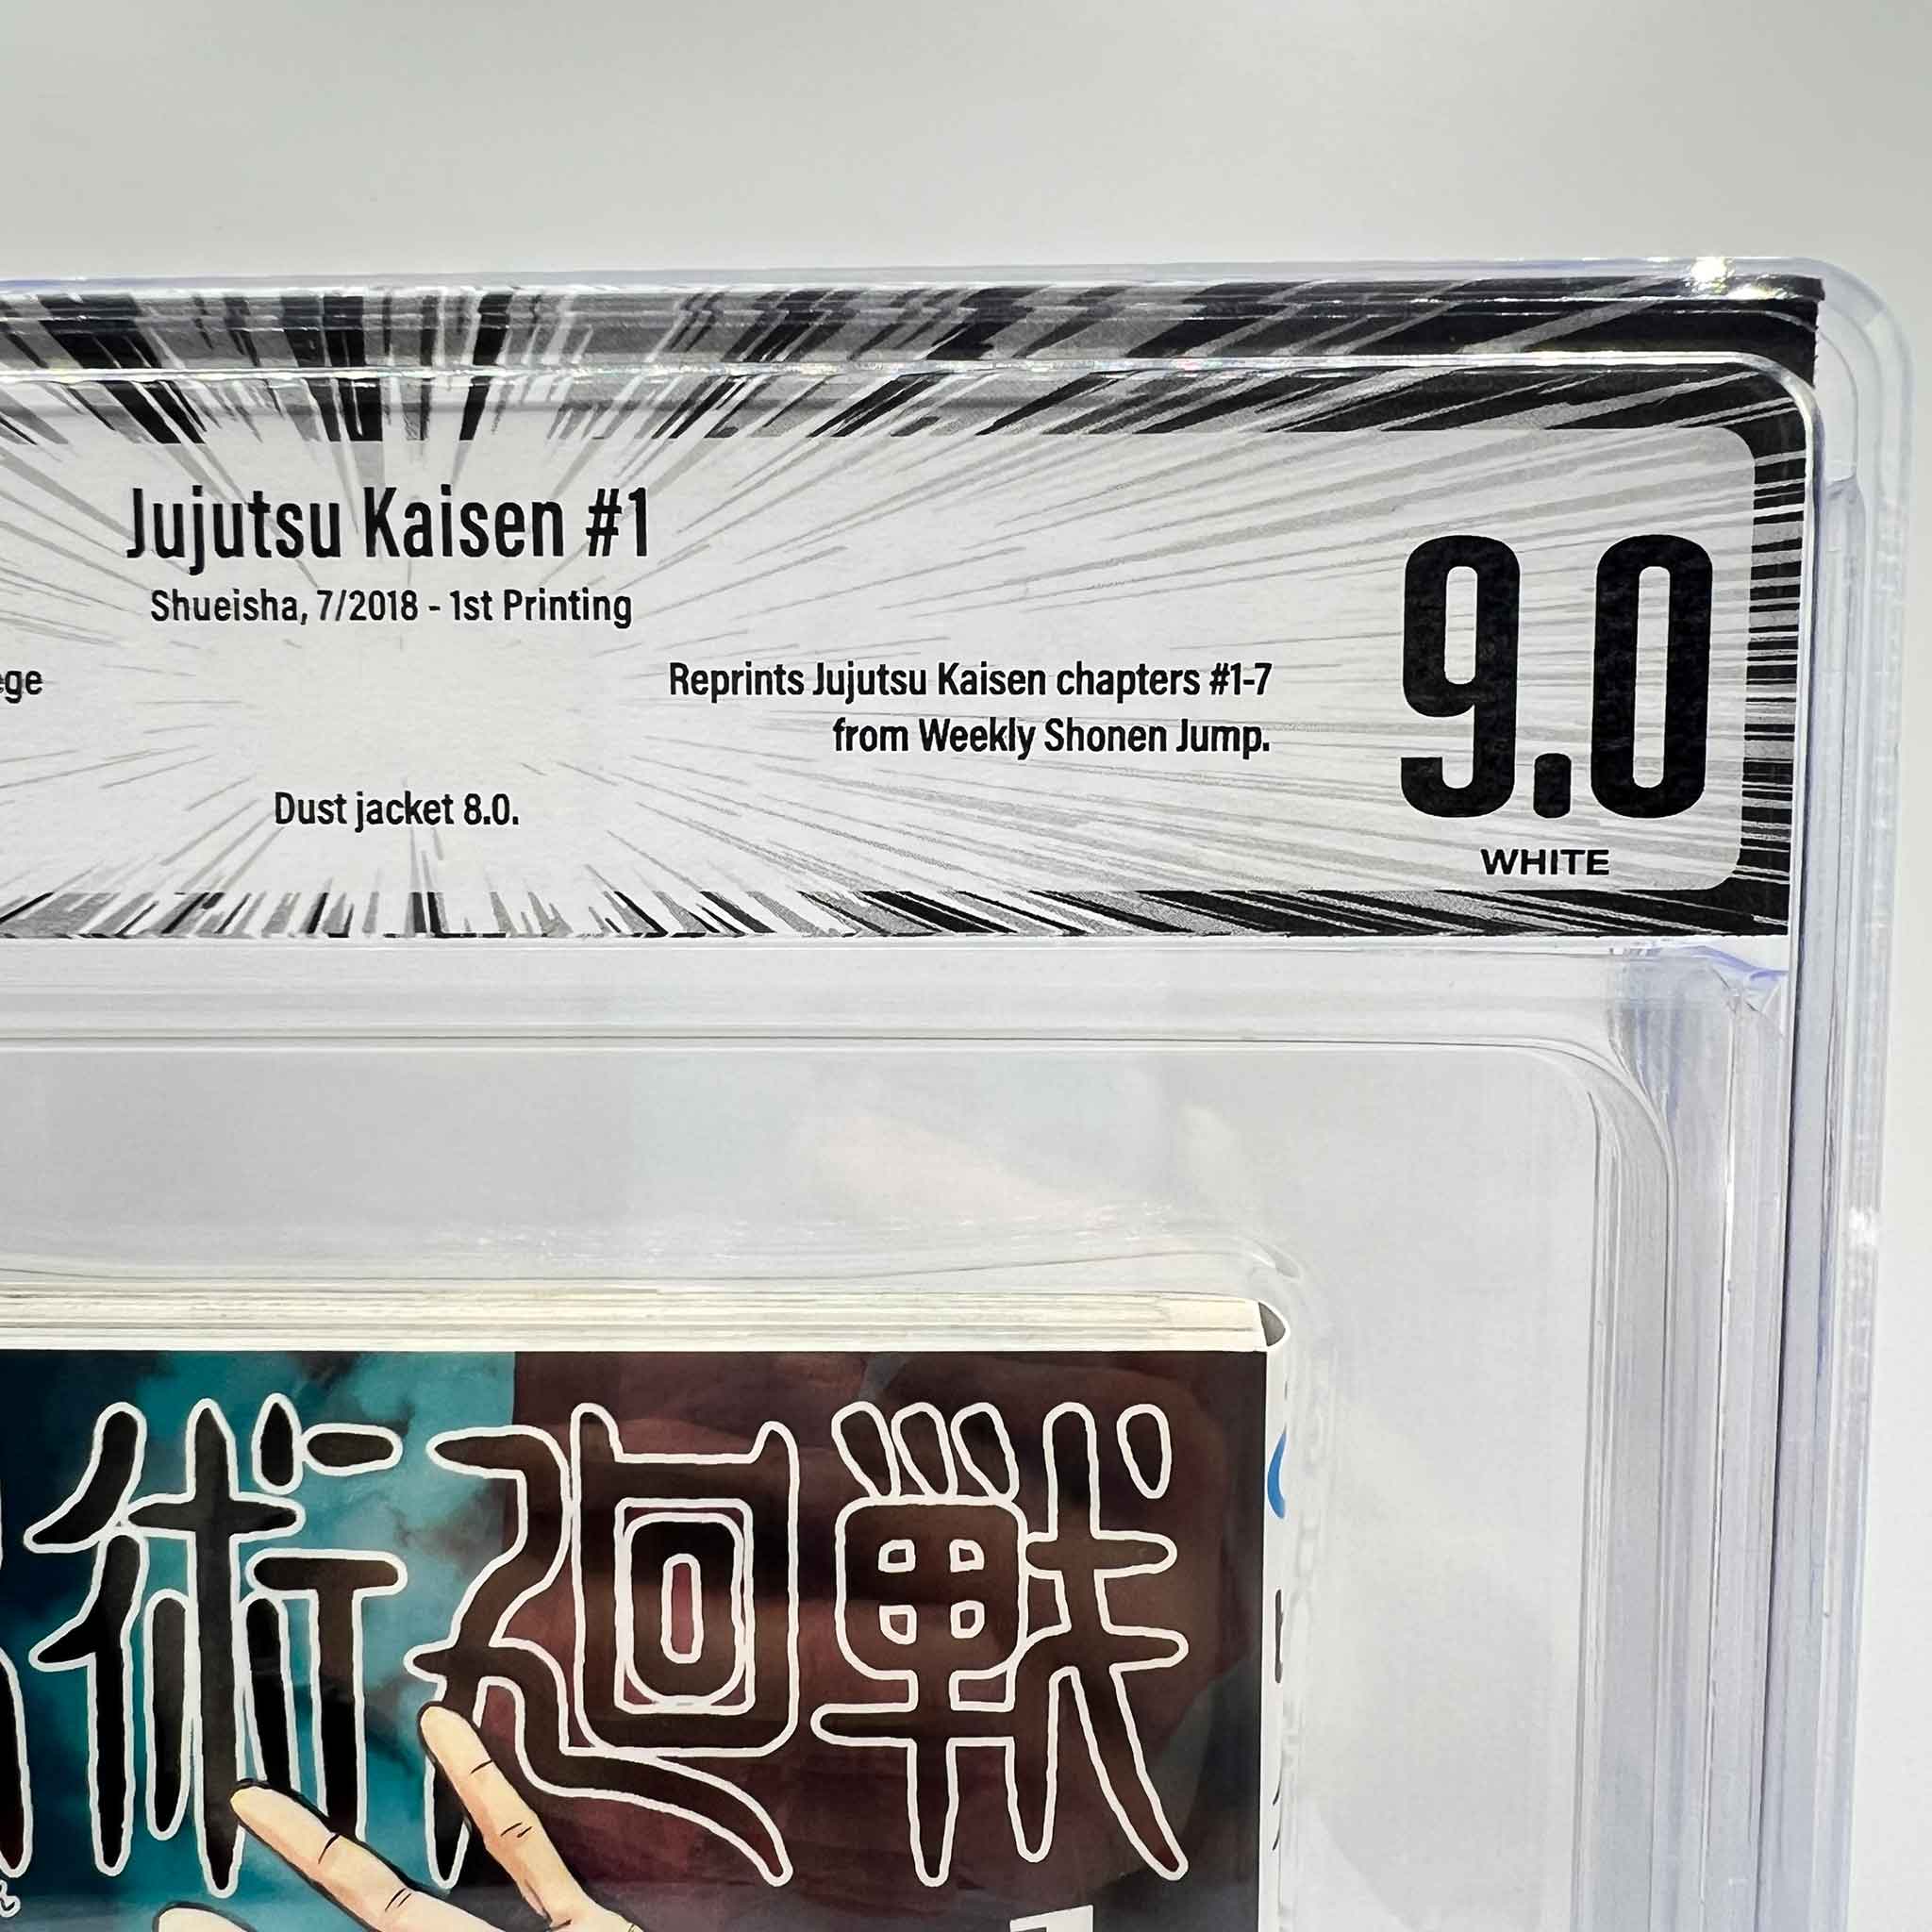 Jujutsu Kaisen #1
Shueisha, 7/2018 - 1st Printing
Reprints Jujutsu Kaisen chapters #1-7
from Weekly Shonen Jump.
Dust jacket 8.0.
9.0
WHITE
術廻戦